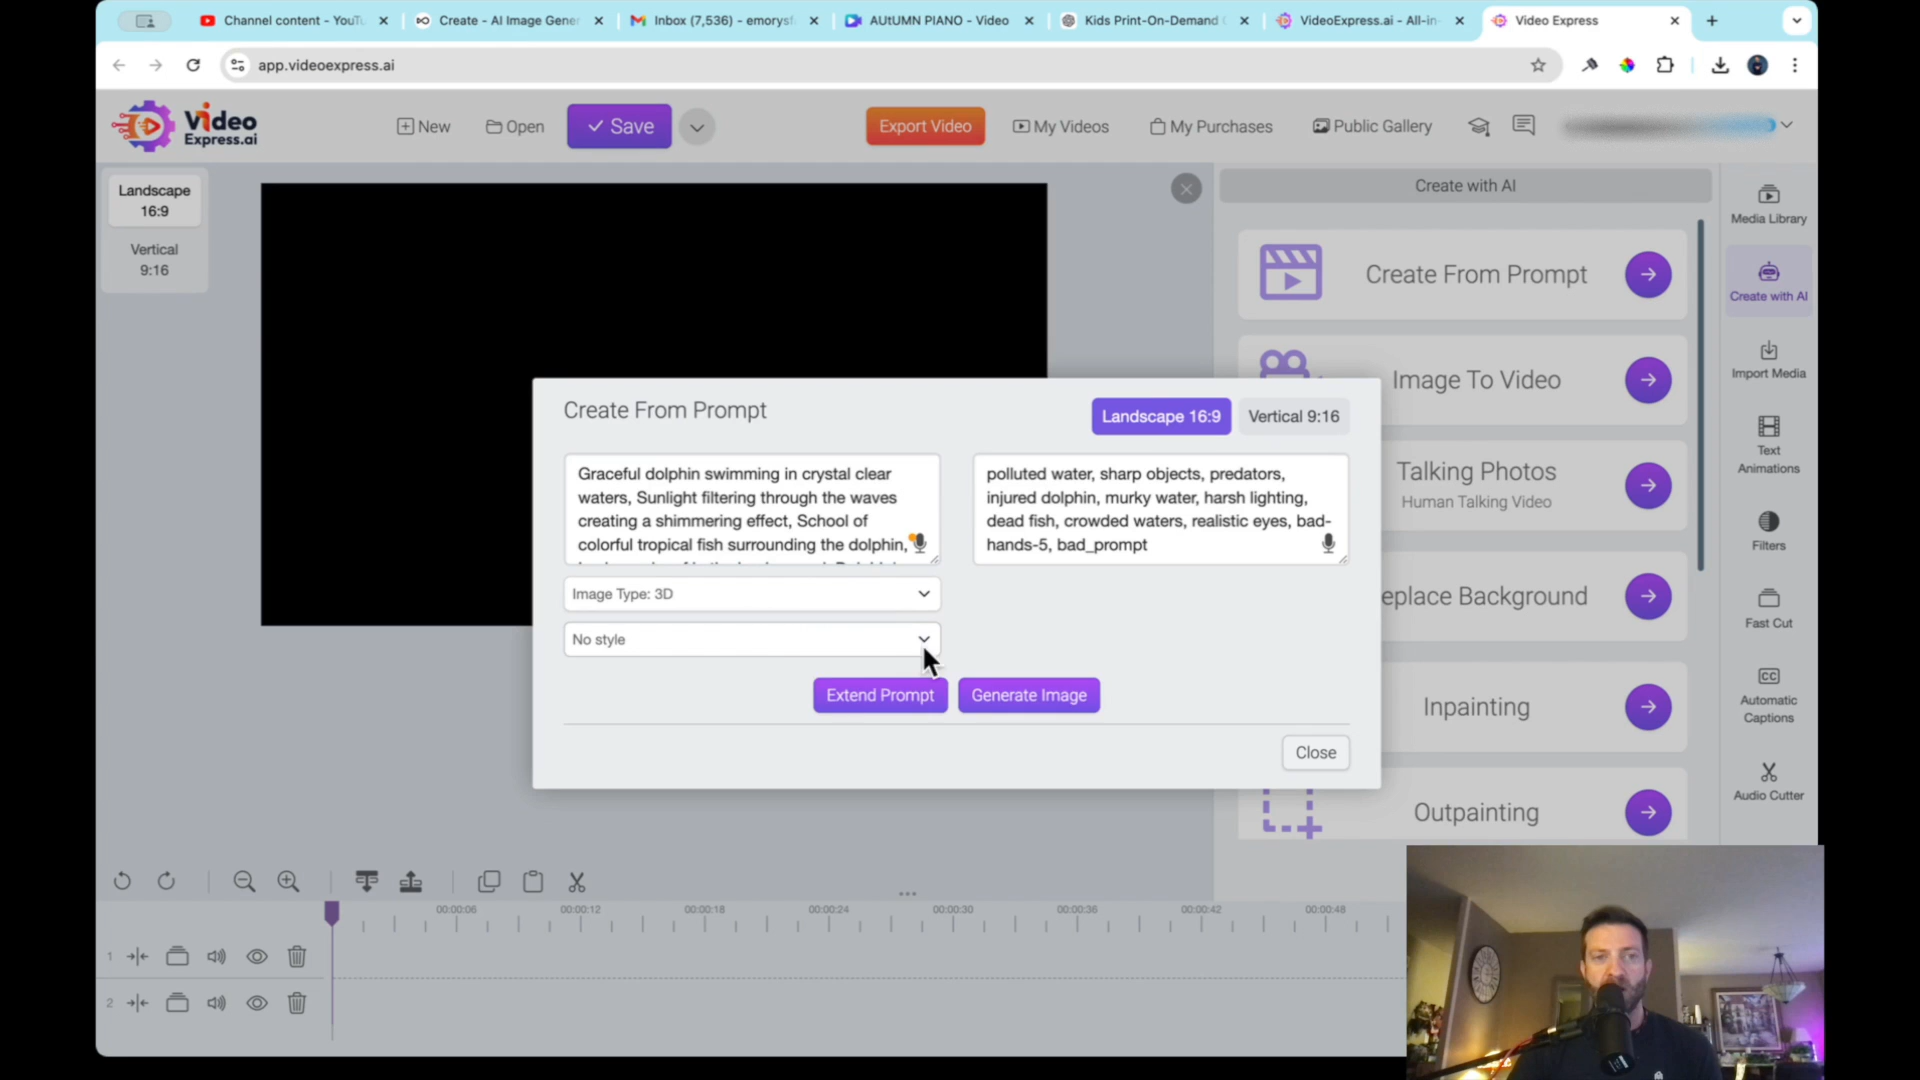 Channel content - YouTu
Create - AI Image Gener
Inbox (7,536) - emorysf
AUtUMN PIANO - Video
Kids Print-On-Demand
VideoExpress.ai - All-in-
Video Express
app.videoexpress.ai
Video
Express.ai
New
Open
Save
Export Video
My Videos
My Purchases
Public Gallery
Landscape
16:9
Vertical
9:16
Create with AI
Create From Prompt
Image To Video
Talking Photos
Human Talking Video
eplace Background
Inpainting
Outpainting
Media Library
Create with AI
Import Media
Text
Animations
Filters
Fast Cut
CC
Automatic
Captions
Audio Cutter
Create From Prompt
Landscape 16:9
Vertical 9:16
Graceful dolphin swimming in crystal clear
waters, Sunlight filtering through the waves
creating a shimmering effect, School of
colorful tropical fish surrounding the dolphin,
polluted water, sharp objects, predators,
injured dolphin, murky water, harsh lighting,
dead fish, crowded waters, realistic eyes, bad-
hands-5, bad_prompt
Image Type: 3D
No style
Extend Prompt
Generate Image
Close
00:00:06
00:00:12
00:00:18
00:00:24
00:00:30
00:00:36
00:00:42
00:00:48
1
2